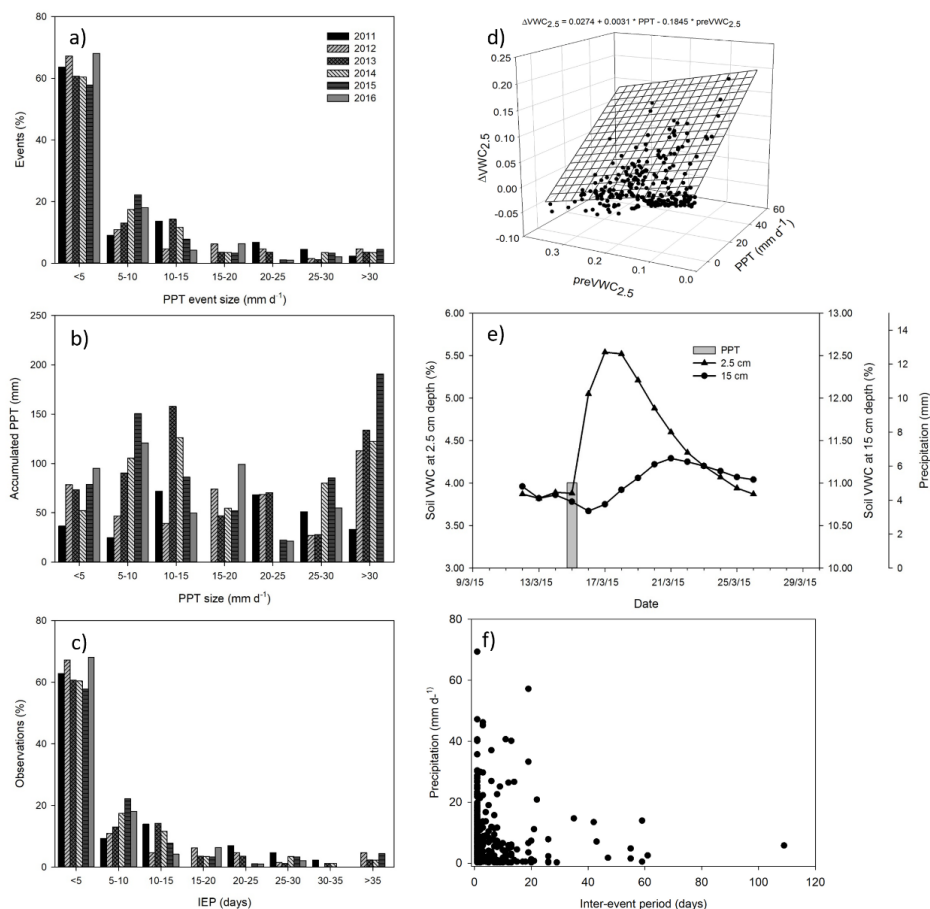 a)
Events (%)
80
60
40
20
0
2011
2012
2013
2014
2015
2016
<5 5-10 10-15 15-20 20-25 25-30 >30
PPT event size (mm d-1)
b)
Accumulated PPT (mm)
250
200
150
100
50
0
<5 5-10 10-15 15-20 20-25 25-30 >30
PPT size (mm d-1)
c)
Observations (%)
80
60
40
20
0
<5 5-10 10-15 15-20 20-25 25-30 30-35 >35
IEP (days)
d)
ΔVWC2.5 = 0.0274 + 0.0031 * PPT - 0.1845 * preVWC2.5
ΔVWC2.5
0.25
0.20
0.15
0.10
0.05
0.00
-0.05
-0.10
0.3 0.2 0.1 0.0
preVWC2.5
0 20 40 60
PPT (mm d-1)
e)
Soil VWC at 2.5 cm depth (%)
6.00
5.50
5.00
4.50
4.00
3.50
3.00
PPT
2.5 cm
15 cm
13.00
12.50
12.00
11.50
11.00
10.50
10.00
Soil VWC at 15 cm depth (%)
14
12
10
8
6
4
2
0
Precipitation (mm)
9/3/15 13/3/15 17/3/15 21/3/15 25/3/15 29/3/15
Date
f)
Precipitation (mm d-1)
80
60
40
20
0
0 20 40 60 80 100 120
Inter-event period (days)